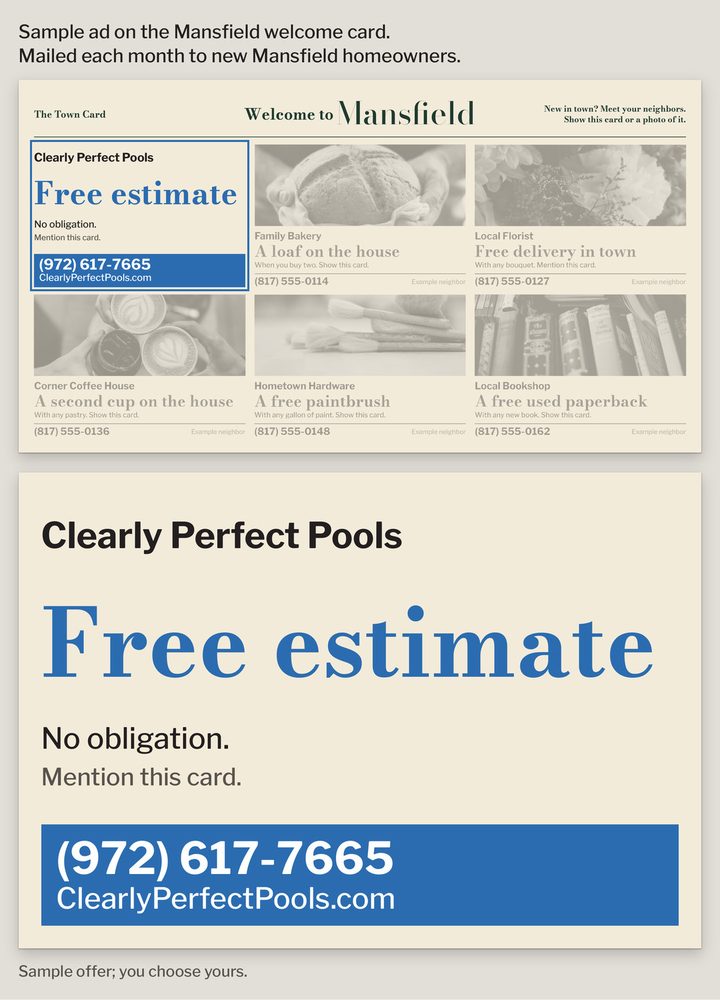 Sample ad on the Mansfield welcome card.
Mailed each month to new Mansfield homeowners.
The Town Card
Welcome to Mansfield
New in town? Meet your neighbors.
Show this card or a photo of it.
Clearly Perfect Pools
Free estimate
No obligation.
Mention this card.
(972) 617-7665
ClearlyPerfectPools.com
Family Bakery
A loaf on the house
When you buy two. Show this card.
(817) 555-0114
Example neighbor
Local Florist
Free delivery in town
With any bouquet. Mention this card.
(817) 555-0127
Example neighbor
Corner Coffee House
A second cup on the house
With any pastry. Show this card.
(817) 555-0136
Example neighbor
Hometown Hardware
A free paintbrush
With any gallon of paint. Show this card.
(817) 555-0148
Example neighbor
Local Bookshop
A free used paperback
With any new book. Show this card.
(817) 555-0162
Example neighbor
Clearly Perfect Pools
Free estimate
No obligation.
Mention this card.
(972) 617-7665
ClearlyPerfectPools.com
Sample offer; you choose yours.